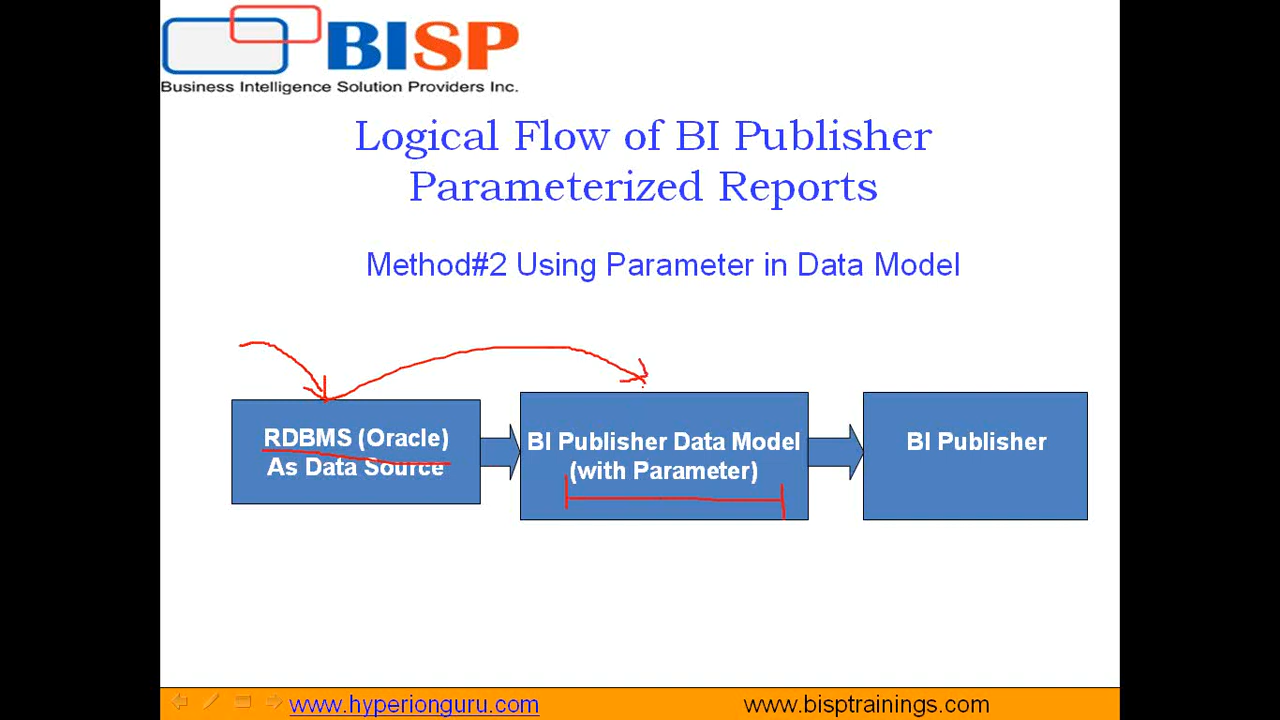 BISP
Business Intelligence Solution Providers Inc.
Logical Flow of BI Publisher
Parameterized Reports
Method#2 Using Parameter in Data Model
RDBMS (Oracle)
As Data Source
BI Publisher Data Model
(with Parameter)
BI Publisher
www.hyperionguru.com
www.bisptrainings.com